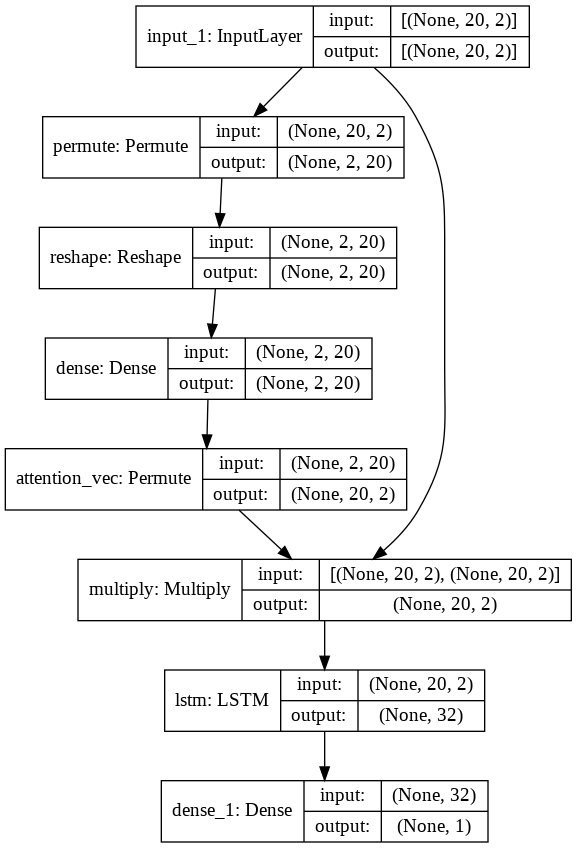 input_1: InputLayer
input:
[(None, 20, 2)]
output:
[(None, 20, 2)]
permute: Permute
input:
(None, 20, 2)
output:
(None, 2, 20)
reshape: Reshape
input:
(None, 2, 20)
output:
(None, 2, 20)
dense: Dense
input:
(None, 2, 20)
output:
(None, 2, 20)
attention_vec: Permute
input:
(None, 2, 20)
output:
(None, 20, 2)
multiply: Multiply
input:
[(None, 20, 2), (None, 20, 2)]
output:
(None, 20, 2)
lstm: LSTM
input:
(None, 20, 2)
output:
(None, 32)
dense_1: Dense
input:
(None, 32)
output:
(None, 1)